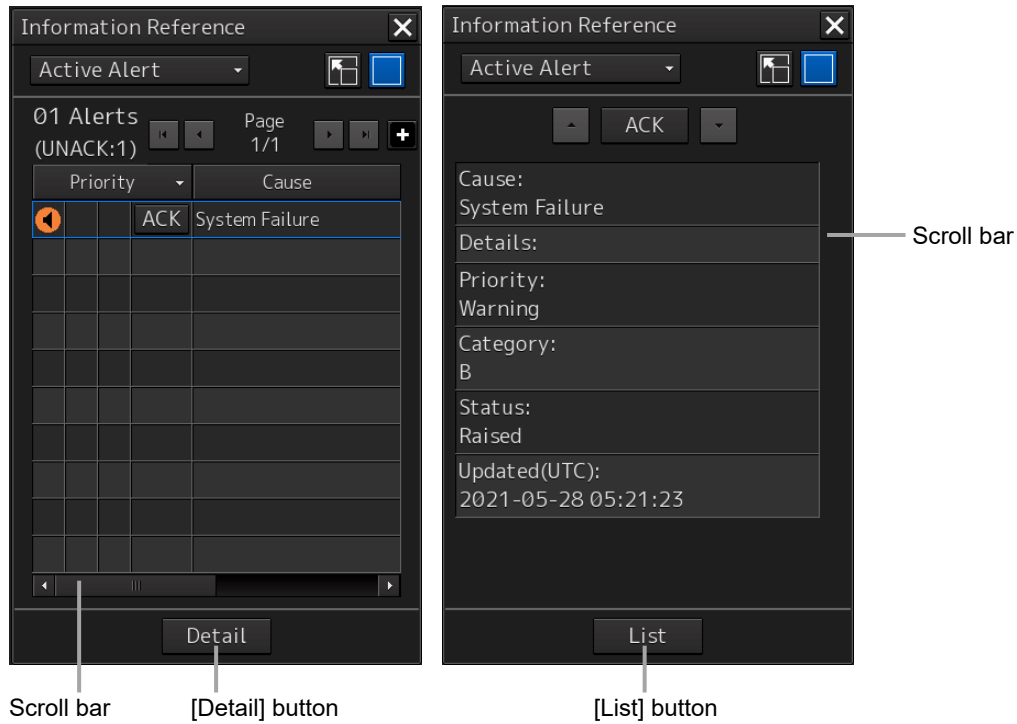 Information Reference
Active Alert
01 Alerts
(UNACK:1)
Page
1/1
Priority
Cause
ACK
System Failure
Detail
Scroll bar
[Detail] button
Information Reference
Active Alert
ACK
Cause:
System Failure
Details:
Priority:
Warning
Category:
B
Status:
Raised
Updated(UTC):
2021-05-28 05:21:23
List
Scroll bar
[List] button